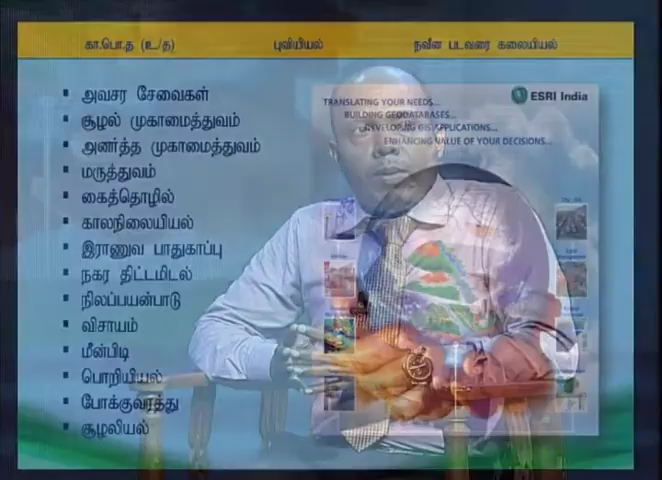 கா.பொ.த (உ/த) புவியியல் நவீன படவரை கலையியல்
அவசர சேவைகள்
சூழல் முகாமைத்துவம்
அனர்த்த முகாமைத்துவம்
மருத்துவம்
கைத்தொழில்
காலநிலையியல்
இராணுவ பாதுகாப்பு
நகர திட்டமிடல்
நிலப்பயன்பாடு
விசாயம்
மீன்பிடி
பொறியியல்
போக்குவரத்து
சூழலியல்
ESRI India
TRANSLATING YOUR NEEDS...
BUILDING GEODATABASES...
DEVELOPING GIS APPLICATIONS...
ENHANCING VALUE OF YOUR DECISIONS...